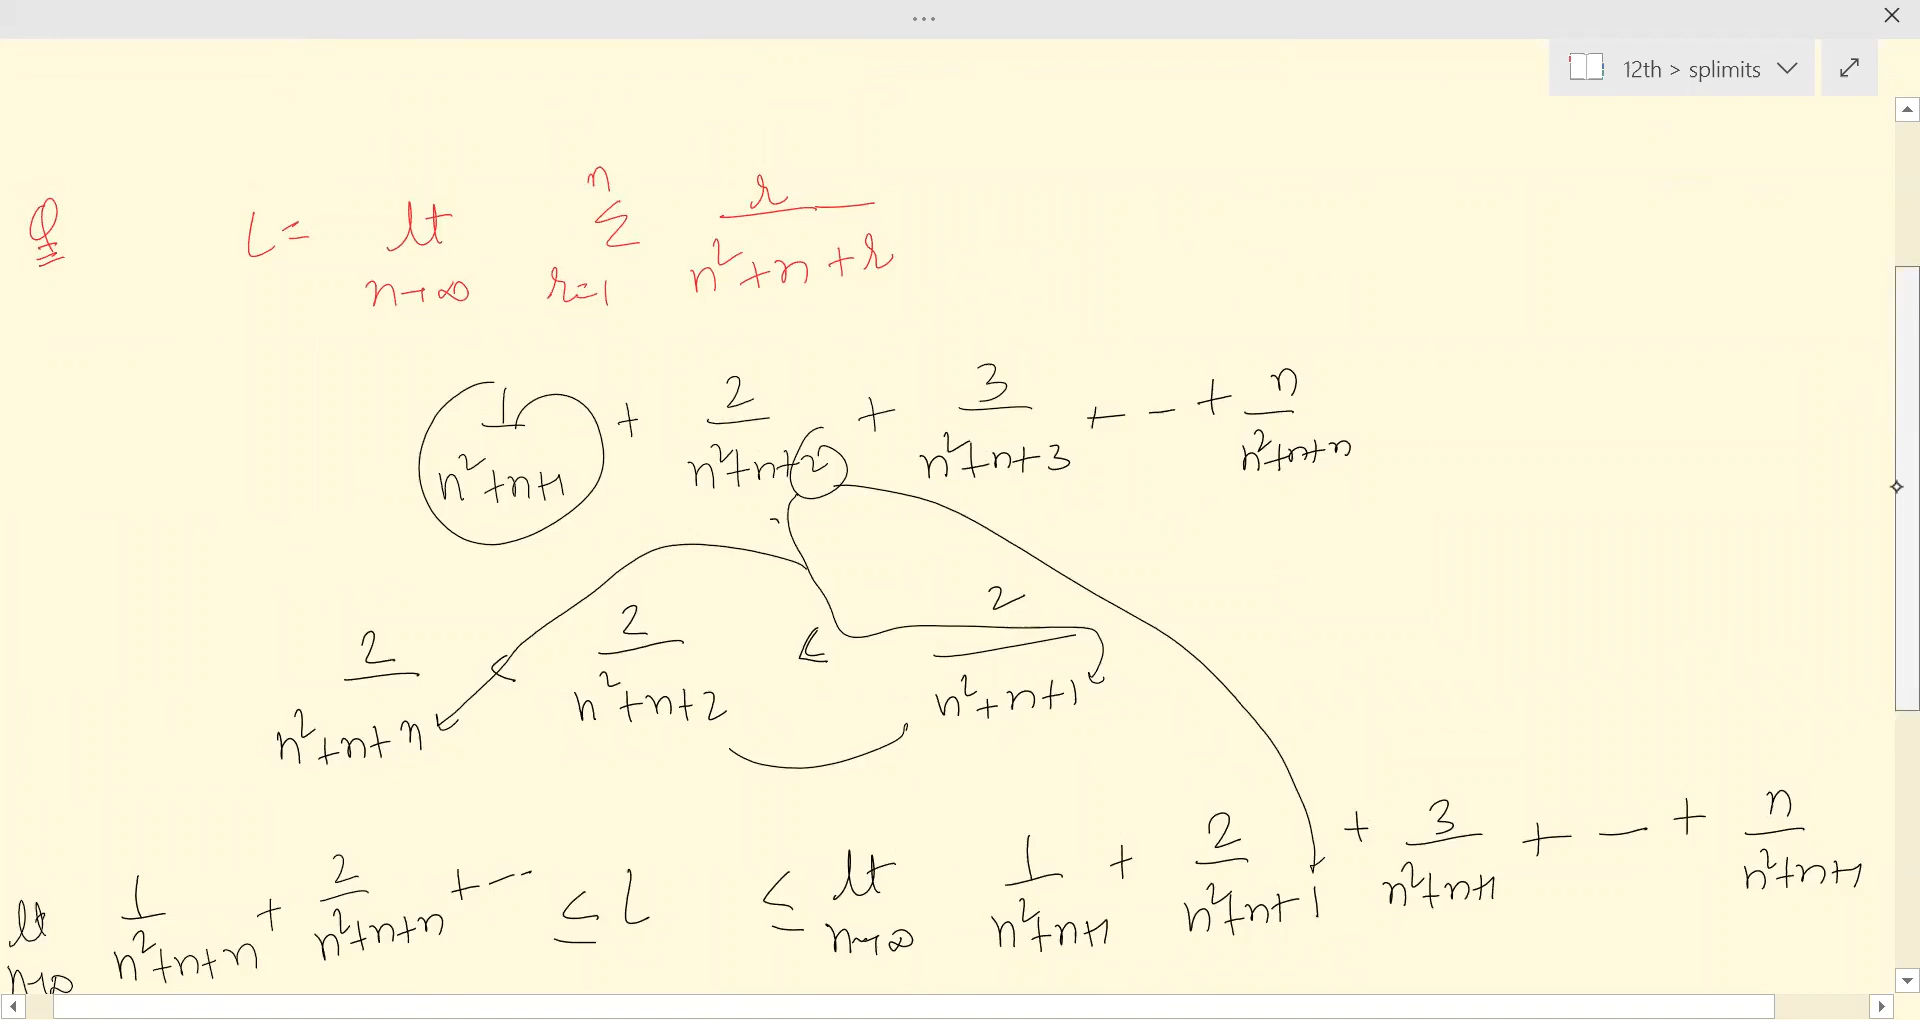 12th > splimits
Q L = lt n→∞ n Σ r=1 r/(n²+n+r)
1/(n²+n+1) + 2/(n²+n+2) + 3/(n²+n+3) + - - + n/(n²+n+n)
2/(n²+n+n) < 2/(n²+n+2) < 2/(n²+n+1)
lt n→∞ 1/(n²+n+n) + 2/(n²+n+n) + -- ≤ L ≤ lt n→∞ 1/(n²+n+1) + 2/(n²+n+1) + 3/(n²+n+1) + - + n/(n²+n+1)